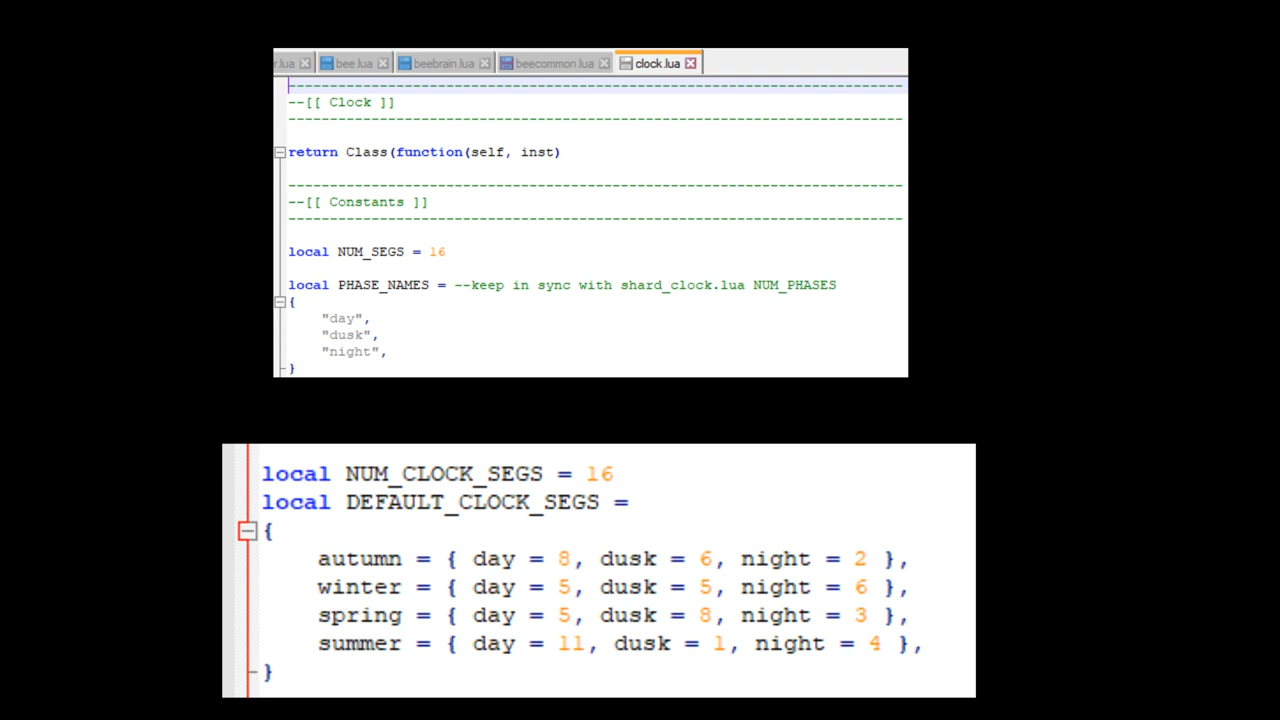 r.lua bee.lua beebrain.lua beecommon.lua clock.lua
--------------------------------------------------------------------------
--[[ Clock ]]
--------------------------------------------------------------------------
return Class(function(self, inst)
--------------------------------------------------------------------------
--[[ Constants ]]
--------------------------------------------------------------------------
local NUM_SEGS = 16
local PHASE_NAMES = --keep in sync with shard_clock.lua NUM_PHASES
{
"day",
"dusk",
"night",
}
local NUM_CLOCK_SEGS = 16
local DEFAULT_CLOCK_SEGS =
{
autumn = { day = 8, dusk = 6, night = 2 },
winter = { day = 5, dusk = 5, night = 6 },
spring = { day = 5, dusk = 8, night = 3 },
summer = { day = 11, dusk = 1, night = 4 },
}